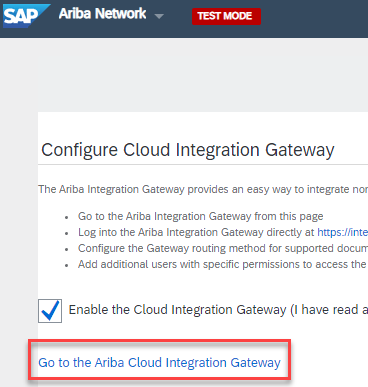 SAP Ariba Network TEST MODE
Configure Cloud Integration Gateway
The Ariba Integration Gateway provides an easy way to integrate
Go to the Ariba Integration Gateway from this page
Log into the Ariba Integration Gateway directly at https://inte
Configure the Gateway routing method for supported docum
Add additional users with specific permissions to access the
Enable the Cloud Integration Gateway (I have read a
Go to the Ariba Cloud Integration Gateway